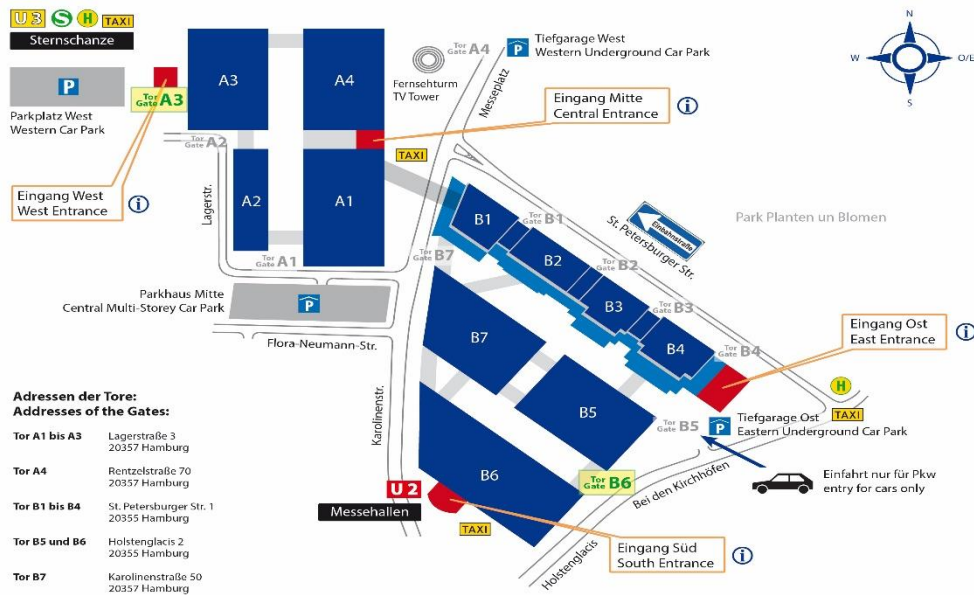 U3 S H TAXI
Sternschanze
P
Parkplatz West
Western Car Park
Tor
Gate A3
Eingang West
West Entrance
i
A3
A4
A2
A1
Tor
Gate A2
Lagerstr.
Tor
Gate A1
Fernsehturm
TV Tower
Tor
Gate A4
P
Tiefgarage West
Western Underground Car Park
Messeplatz
Eingang Mitte
Central Entrance
i
TAXI
N
W
O/E
S
Parkhaus Mitte
Central Multi-Storey Car Park
P
Flora-Neumann-Str.
Karolinenstr.
B1
Tor
Gate B1
B2
Tor
Gate B2
B3
Tor
Gate B3
B4
Tor
Gate B4
Einbahnstraße
St. Petersburger Str.
Park Planten un Blomen
Tor
Gate B7
B7
B5
B6
Eingang Ost
East Entrance
i
H
TAXI
Tor
Gate B5
P
Tiefgarage Ost
Eastern Underground Car Park
Tor
Gate B6
Bei den Kirchhöfen
Einfahrt nur für Pkw
entry for cars only
U2
Messehallen
TAXI
Holstenglacis
Eingang Süd
South Entrance
i
Adressen der Tore:
Addresses of the Gates:
Tor A1 bis A3 Lagerstraße 3
20357 Hamburg
Tor A4 Rentzelstraße 70
20357 Hamburg
Tor B1 bis B4 St. Petersburger Str. 1
20355 Hamburg
Tor B5 und B6 Holstenglacis 2
20355 Hamburg
Tor B7 Karolinenstraße 50
20357 Hamburg